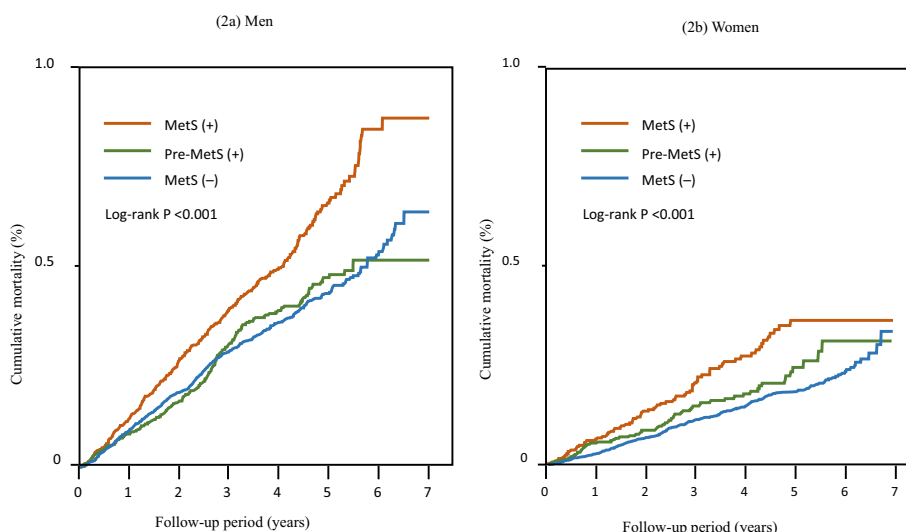 (2a) Men
1.0
MetS (+)
Pre-MetS (+)
MetS (–)
Log-rank P <0.001
0.5
0
Cumulative mortality (%)
0 1 2 3 4 5 6 7
Follow-up period (years)
(2b) Women
1.0
MetS (+)
Pre-MetS (+)
MetS (–)
Log-rank P <0.001
0.5
0
Cumulative mortality (%)
0 1 2 3 4 5 6 7
Follow-up period (years)